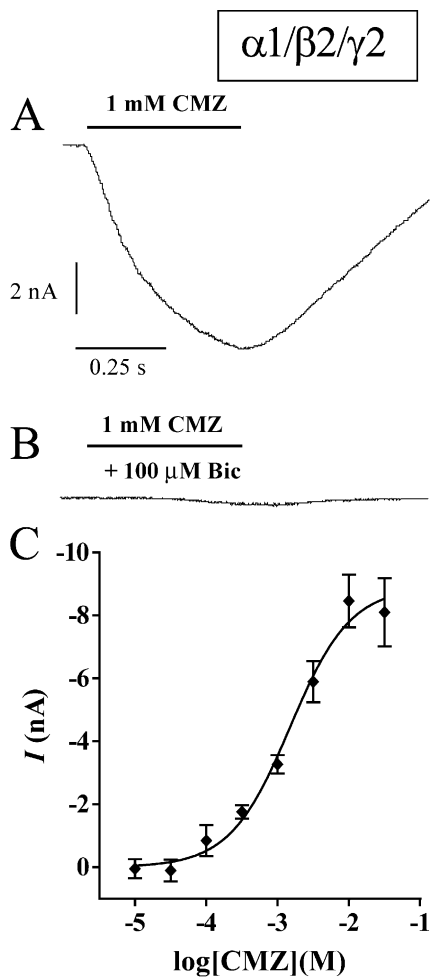 α1/β2/γ2
A
1 mM CMZ
2 nA
0.25 s
B
1 mM CMZ
+ 100 μM Bic
C
-10
-8
-6
-4
-2
0
I (nA)
-5 -4 -3 -2 -1
log[CMZ](M)